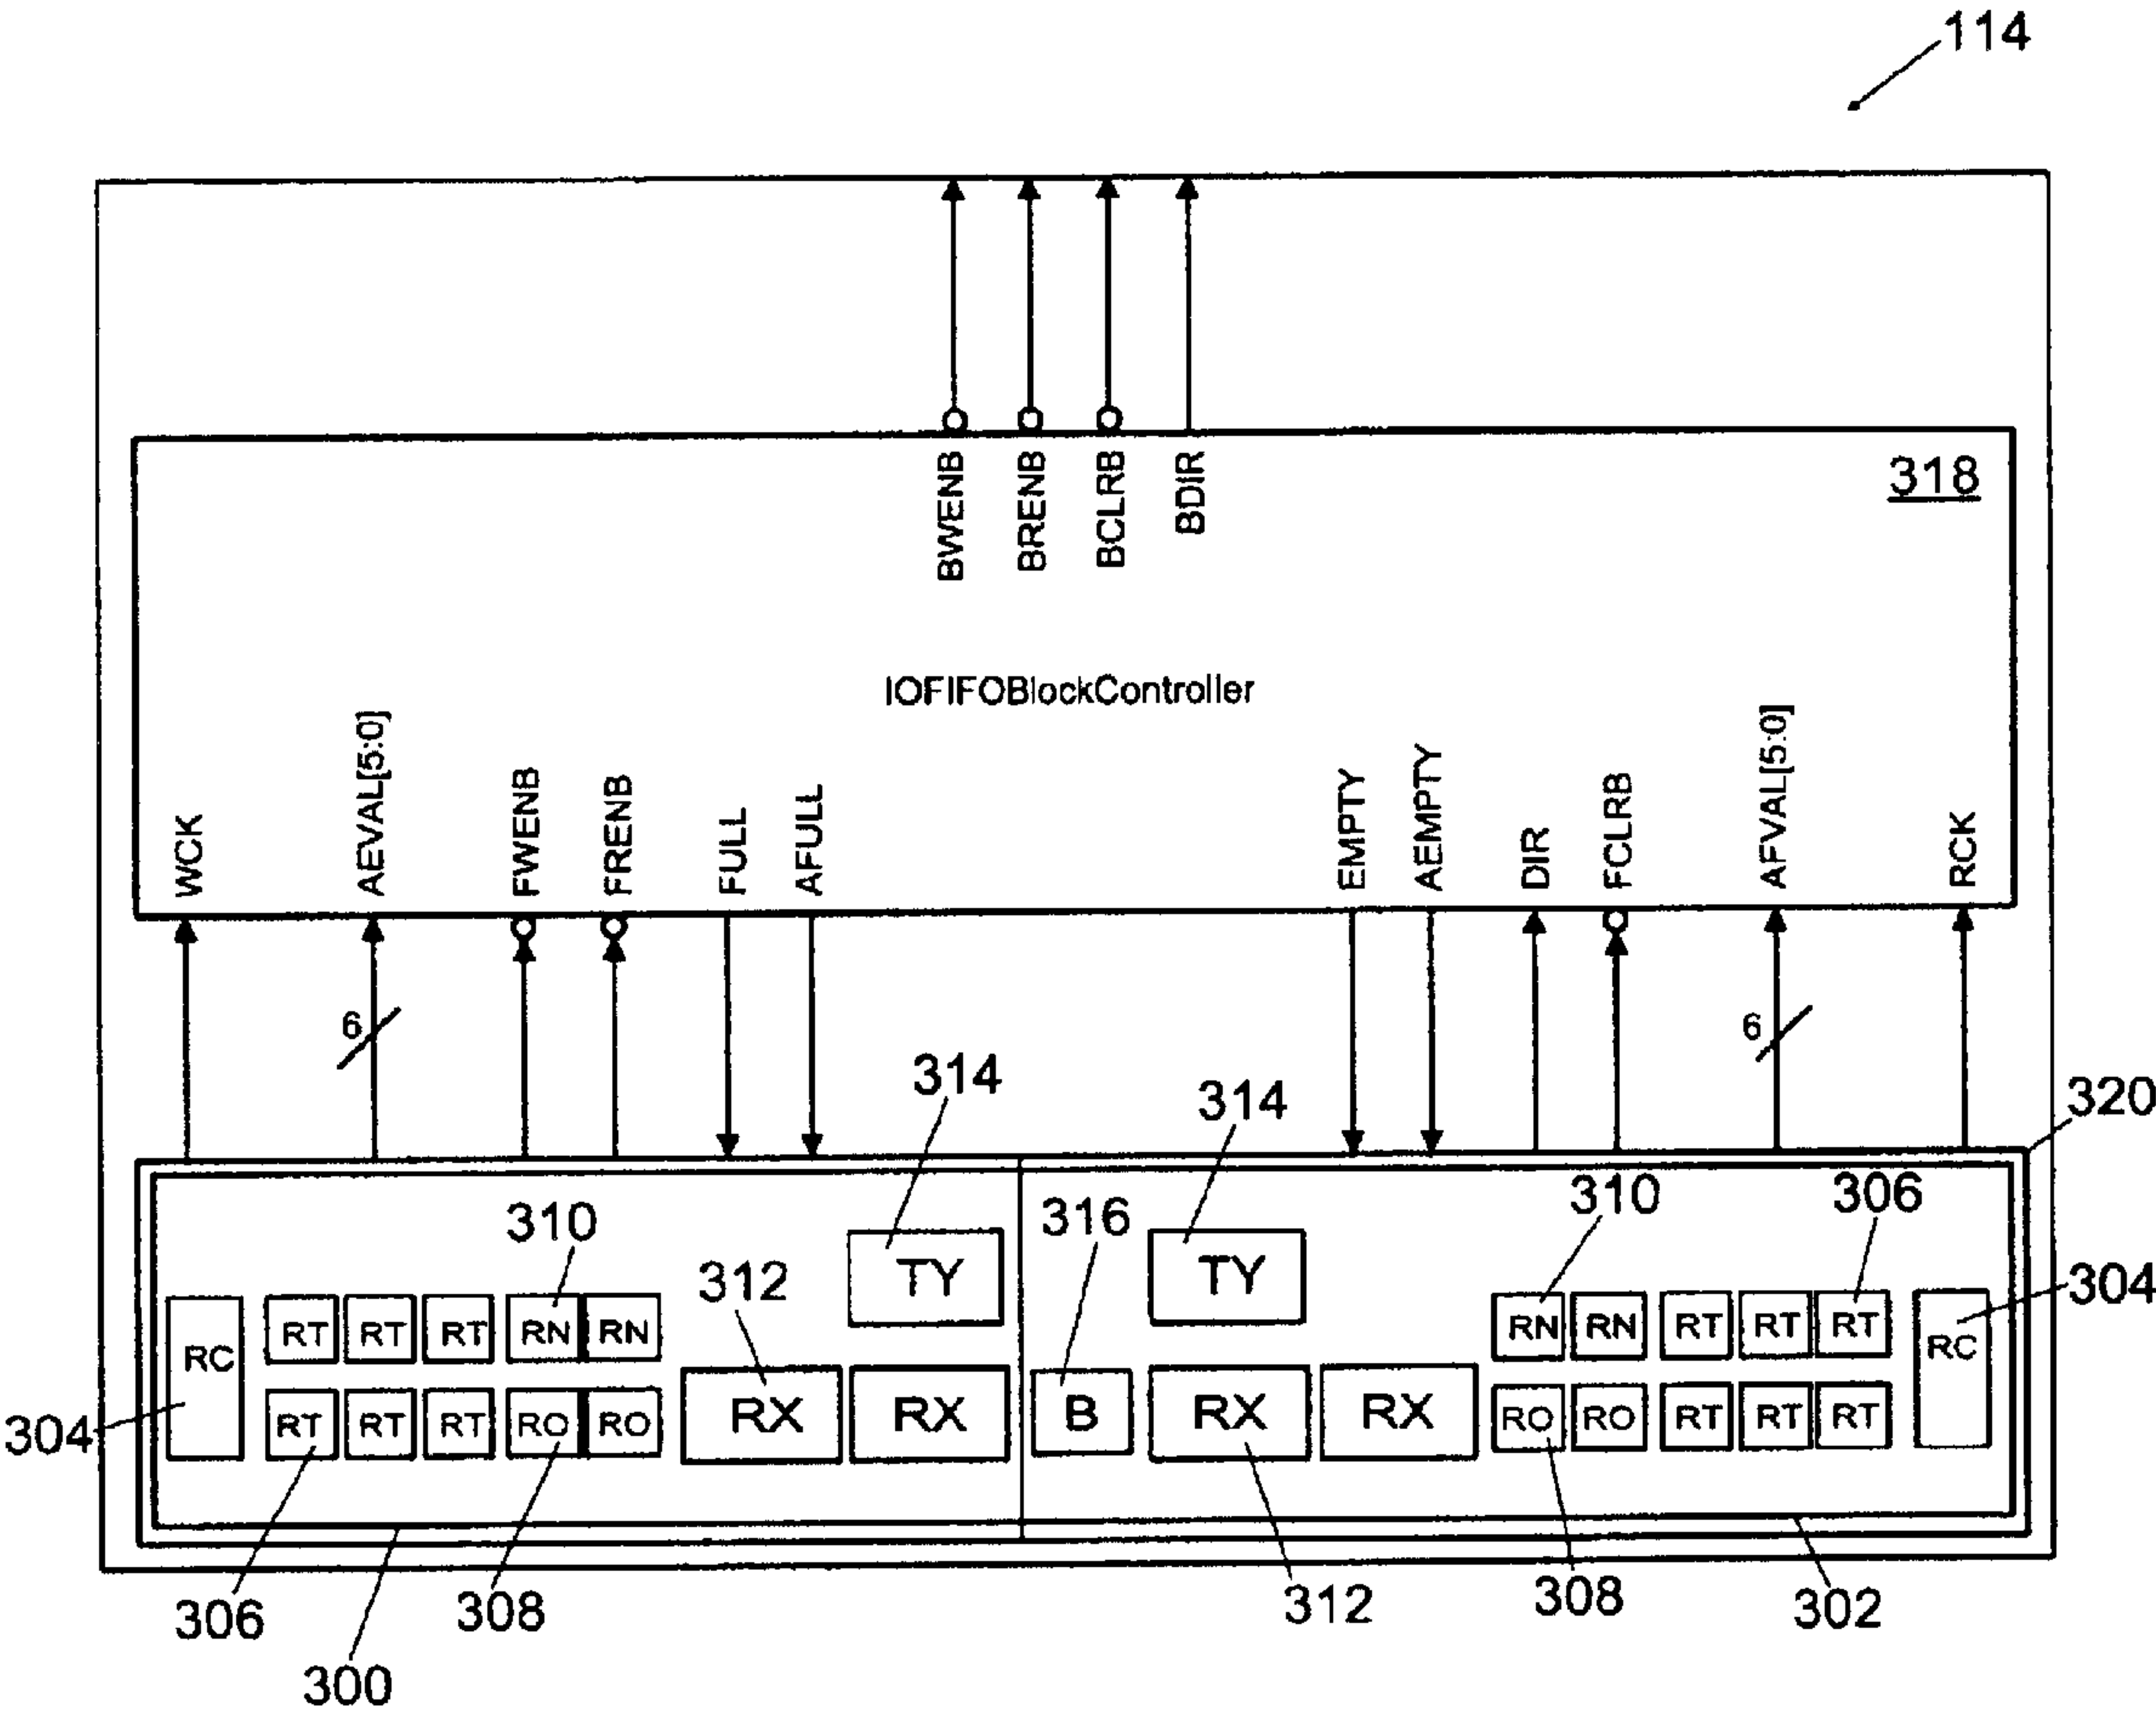 114
BWENB
BRENB
BCLRB
BDIR
318
IOFIFOBlockController
WCK
AEVAL[5:0]
FWENB
FRENB
FULL
AFULL
EMPTY
AEMPTY
DIR
FCLRB
AFVAL[5:0]
RCK
6
6
314
314
320
310
316
310
306
312
TY
TY
304
RC
RT
RT
RT
RN
RN
RN
RN
RT
RT
RT
RC
304
RT
RT
RT
RO
RO
RX
RX
B
RX
RX
RO
RO
RT
RT
RT
306
308
312
308
302
300